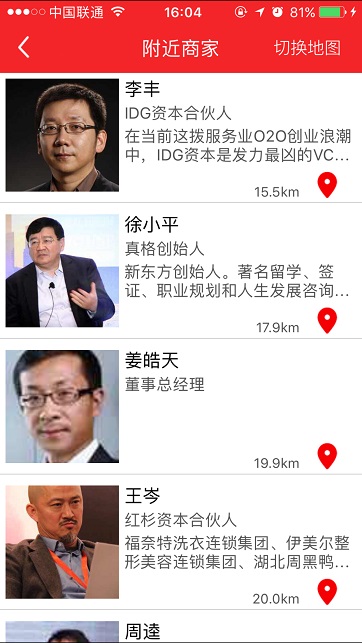 中国联通 16:04 81%
附近商家 切换地图
李丰
IDG资本合伙人
在当前这拨服务业O2O创业浪潮
中，IDG资本是发力最凶的VC...
15.5km
徐小平
真格创始人
新东方创始人。著名留学、签
证、职业规划和人生发展咨询...
17.9km
姜皓天
董事总经理
19.9km
王岑
红杉资本合伙人
福奈特洗衣连锁集团、伊美尔整
形美容连锁集团、湖北周黑鸭...
20.0km
周逵